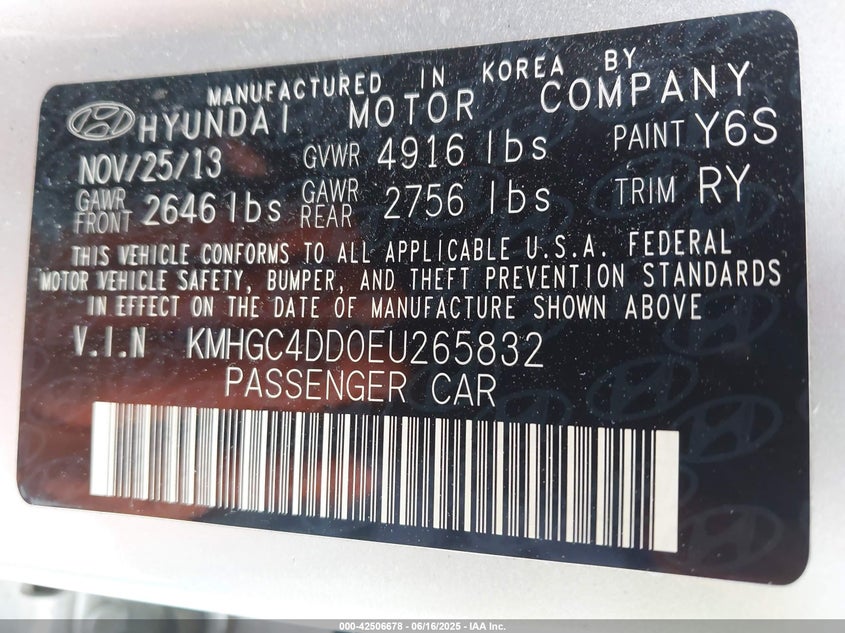 MANUFACTURED IN KOREA BY
HYUNDAI MOTOR COMPANY
NOV/25/13 GVWR 4916 lbs PAINT Y6S
GAWR FRONT 2646 lbs GAWR REAR 2756 lbs TRIM RY
THIS VEHICLE CONFORMS TO ALL APPLICABLE U.S.A. FEDERAL
MOTOR VEHICLE SAFETY, BUMPER, AND THEFT PREVENTION STANDARDS
IN EFFECT ON THE DATE OF MANUFACTURE SHOWN ABOVE
V.I.N KMHGC4DD0EU265832
PASSENGER CAR
000-42506678 - 06/16/2025 - IAA Inc.